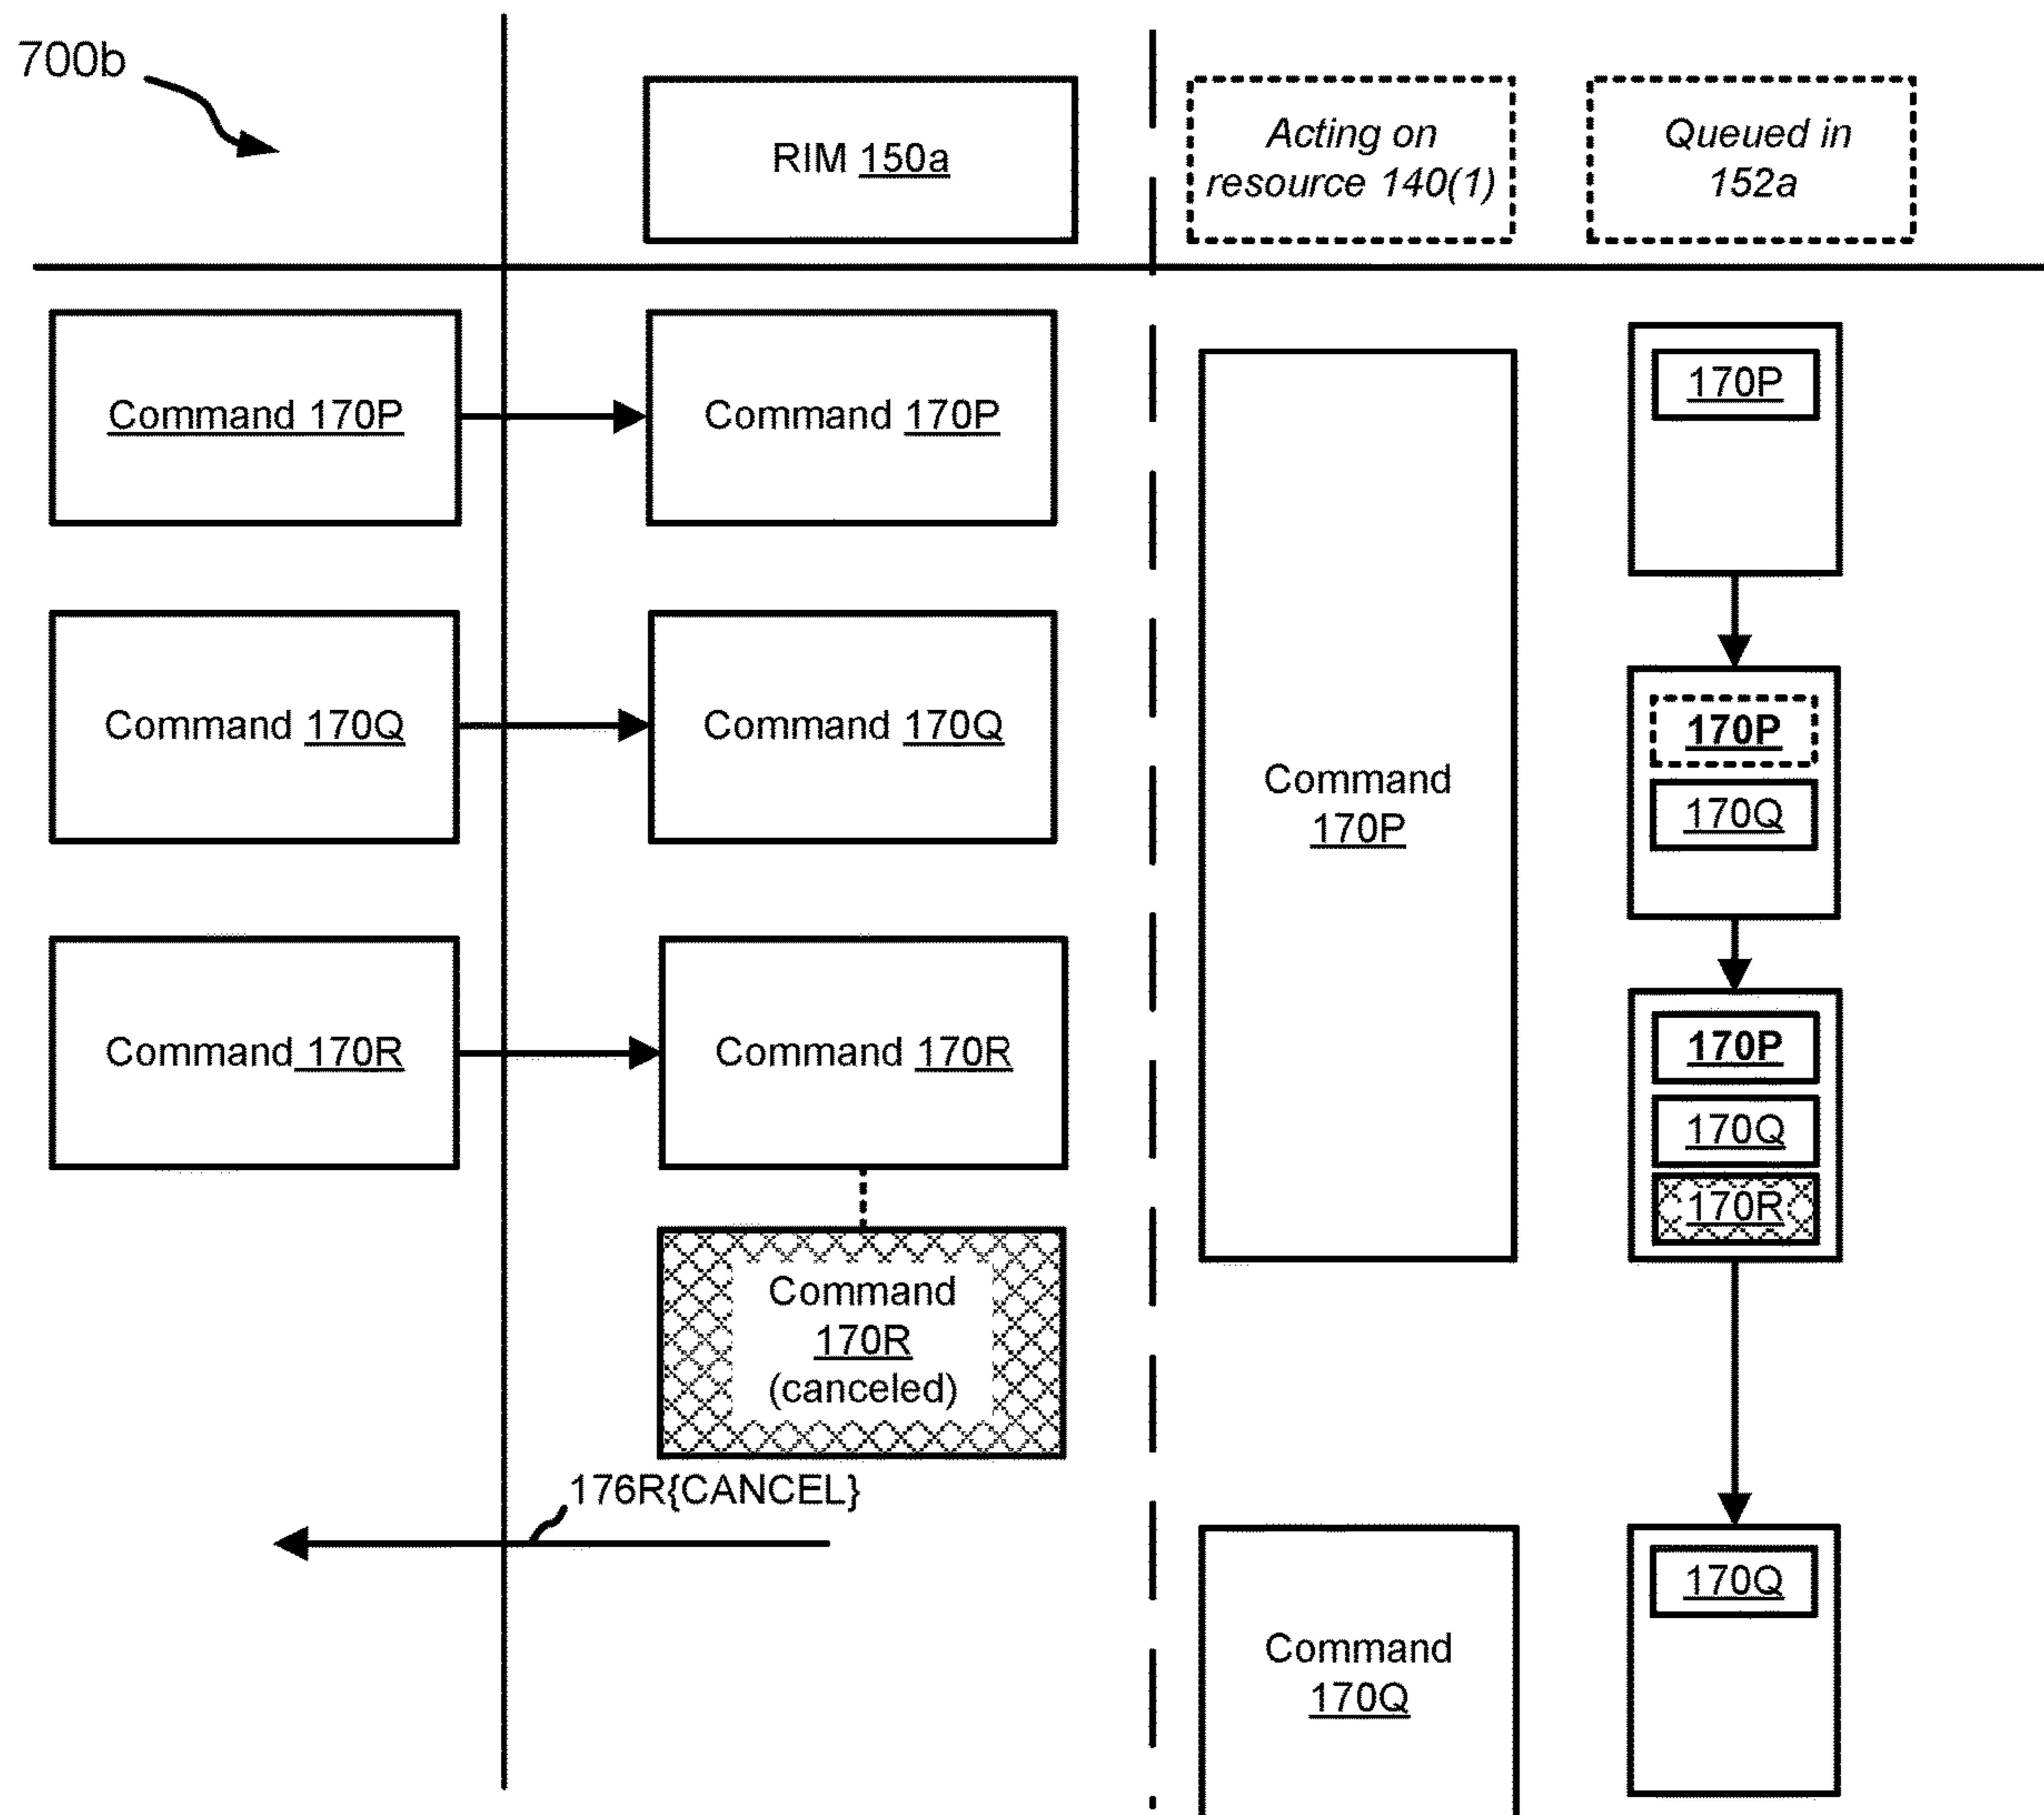 700b
RIM 150a
Acting on
resource 140(1)
Queued in
152a
Command 170P
Command 170P
170P
Command 170Q
Command 170Q
Command
170P
170P
170Q
Command 170R
Command 170R
170P
170Q
170R
Command
170R
(canceled)
176R{CANCEL}
Command
170Q
170Q